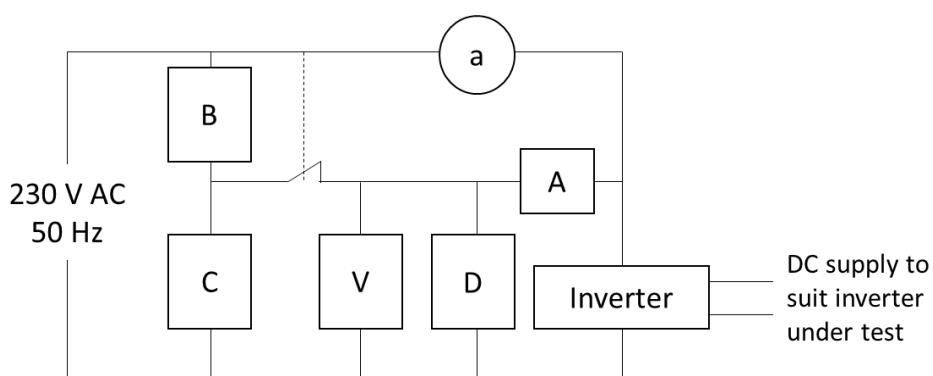 a
B
A
230 V AC
50 Hz
C
V
D
Inverter
DC supply to
suit inverter
under test